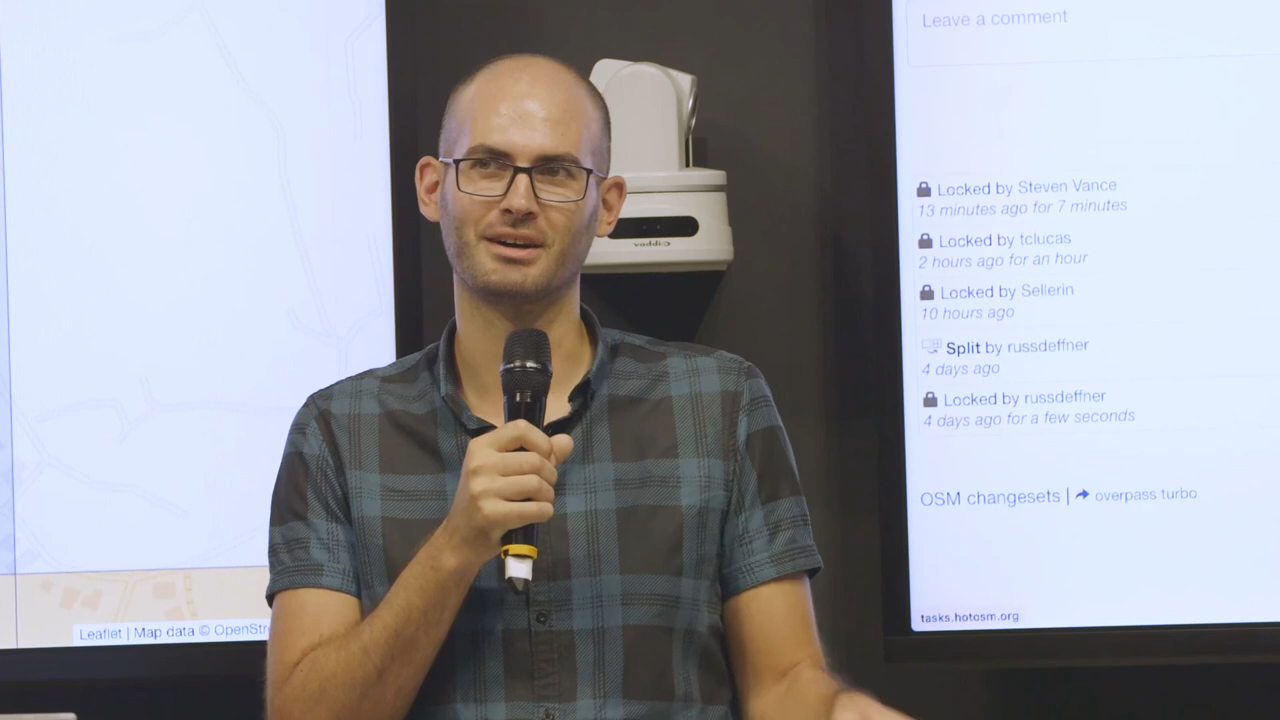 Leave a comment
Locked by Steven Vance
13 minutes ago for 7 minutes
Locked by tclucas
2 hours ago for an hour
Locked by Sellerin
10 hours ago
Split by russdeffner
4 days ago
Locked by russdeffner
4 days ago for a few seconds
OSM changesets | overpass turbo
tasks.hotosm.org
Leaflet | Map data © OpenStr